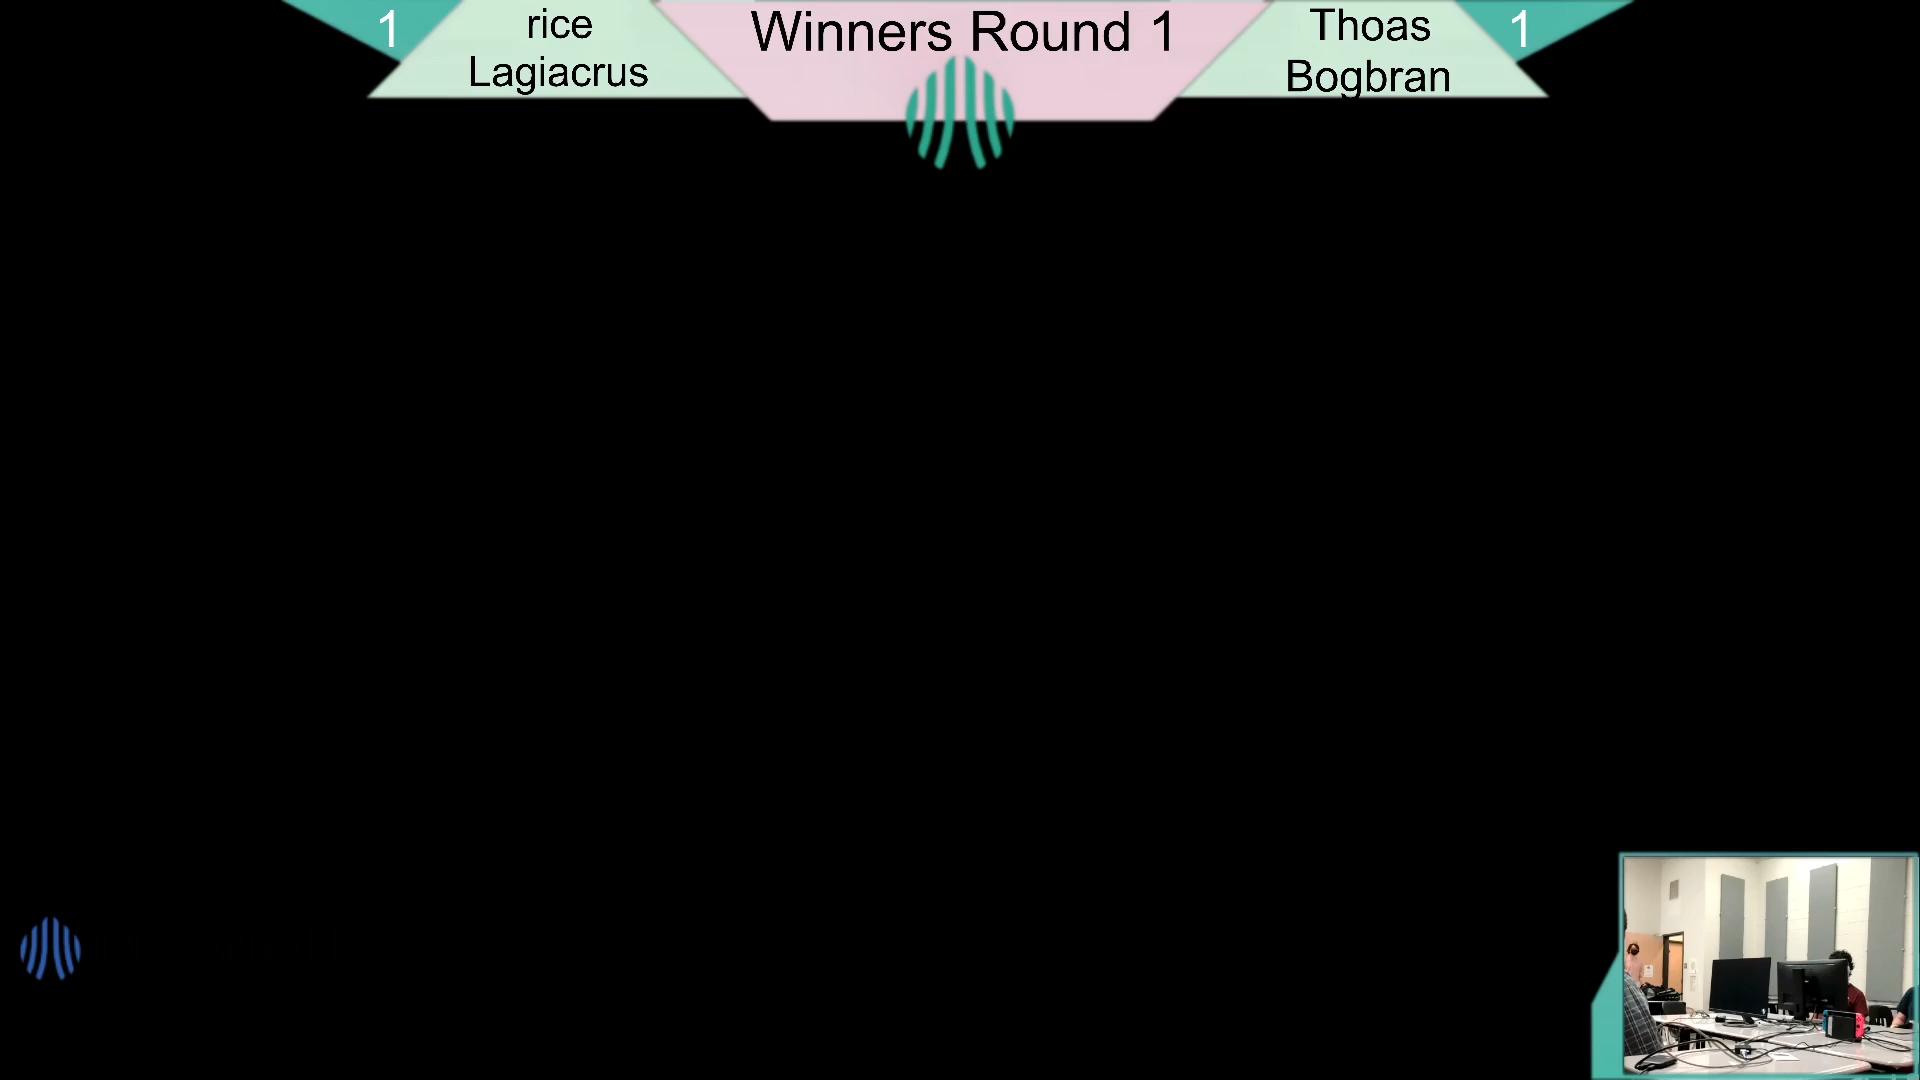 1
rice
Lagiacrus
Winners Round 1
Thoas
Bogbran
1